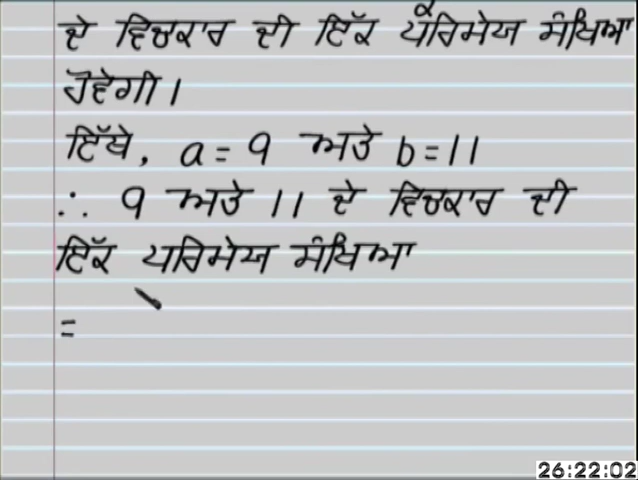 ਦੇ ਵਿਚਕਾਰ ਦੀ ਇੱਕ ਪਰਿਮੇਯ ਸੰਖਿਆ
ਹੋਵੇਗੀ।
ਇੱਥੇ, a = 9 ਅਤੇ b = 11
∴ 9 ਅਤੇ 11 ਦੇ ਵਿਚਕਾਰ ਦੀ
ਇੱਕ ਪਰਿਮੇਯ ਸੰਖਿਆ
=
26:22:02